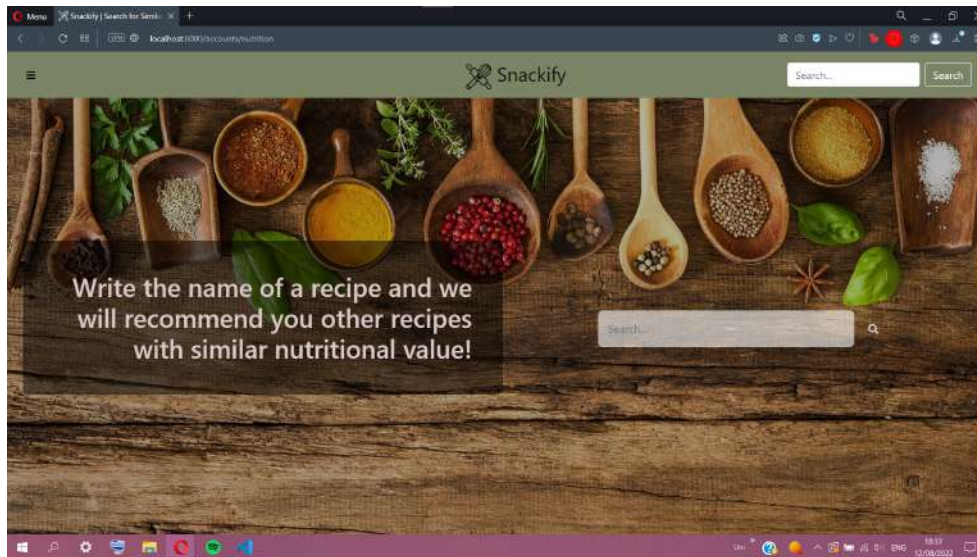 Menu
Snackify | Search for Simil
localhost:8000/accounts/nutrition
Snackify
Search...
Search
Write the name of a recipe and we
will recommend you other recipes
with similar nutritional value!
Search...
ENG
18:37
12/08/2022